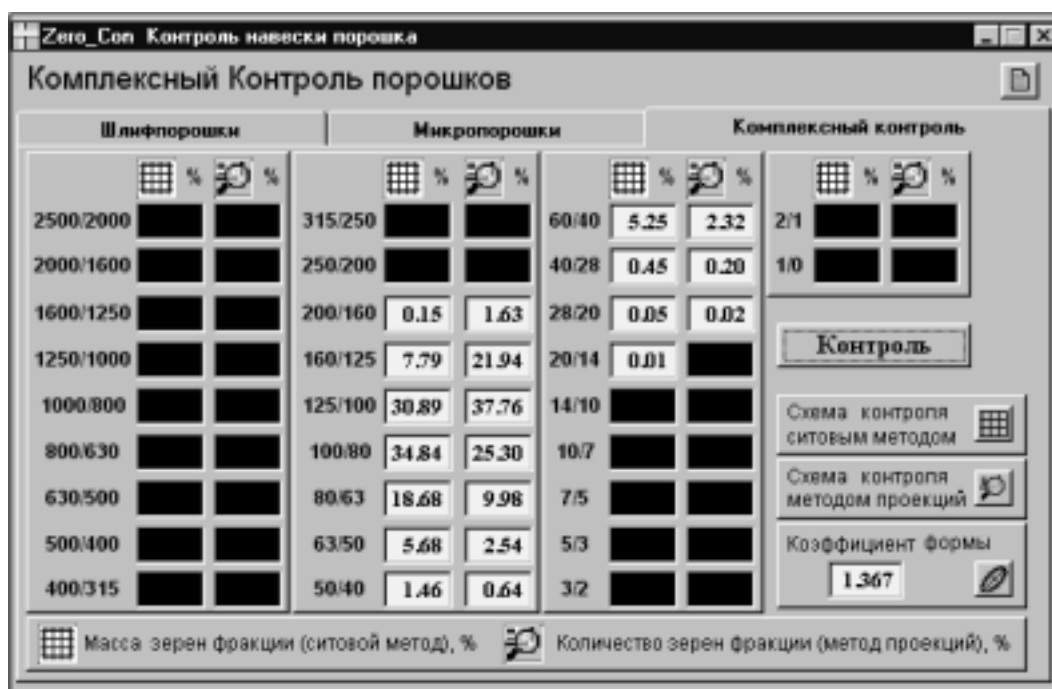 Zero_Con Контроль навески порошка
Комплексный Контроль порошков
Шлифпорошки Микропорошки Комплексный контроль
% % % % % % % %
2500/2000 315/250 60/40 5.25 2.32 2/1
2000/1600 250/200 40/28 0.45 0.20 1/0
1600/1250 200/160 0.15 1.63 28/20 0.05 0.02
1250/1000 160/125 7.79 21.94 20/14 0.01
Контроль
1000/800 125/100 30.89 37.76 14/10
Схема контроля
ситовым методом
800/630 100/80 34.84 25.30 10/7
Схема контроля
методом проекций
630/500 80/63 18.68 9.98 7/5
500/400 63/50 5.68 2.54 5/3
Коэффициент формы
1.367
400/315 50/40 1.46 0.64 3/2
Масса зерен фракции (ситовой метод), % Количество зерен фракции (метод проекций), %